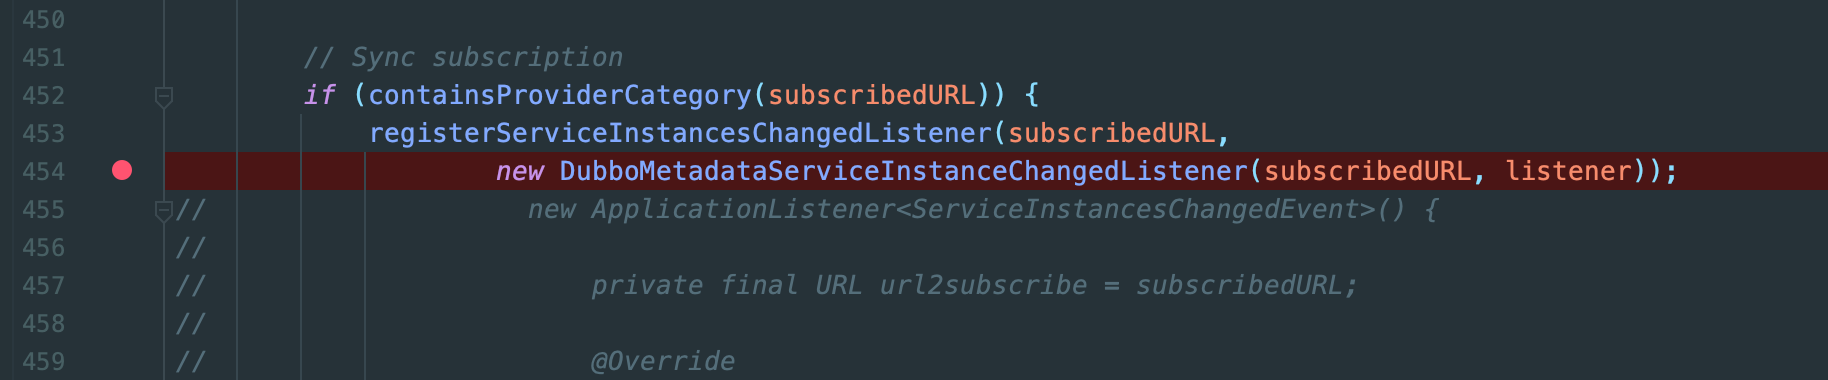 450
451 // Sync subscription
452 if (containsProviderCategory(subscribedURL)) {
453 registerServiceInstancesChangedListener(subscribedURL,
454 new DubboMetadataServiceInstanceChangedListener(subscribedURL, listener));
455 // new ApplicationListener<ServiceInstancesChangedEvent>() {
456 //
457 // private final URL url2subscribe = subscribedURL;
458 //
459 // @Override